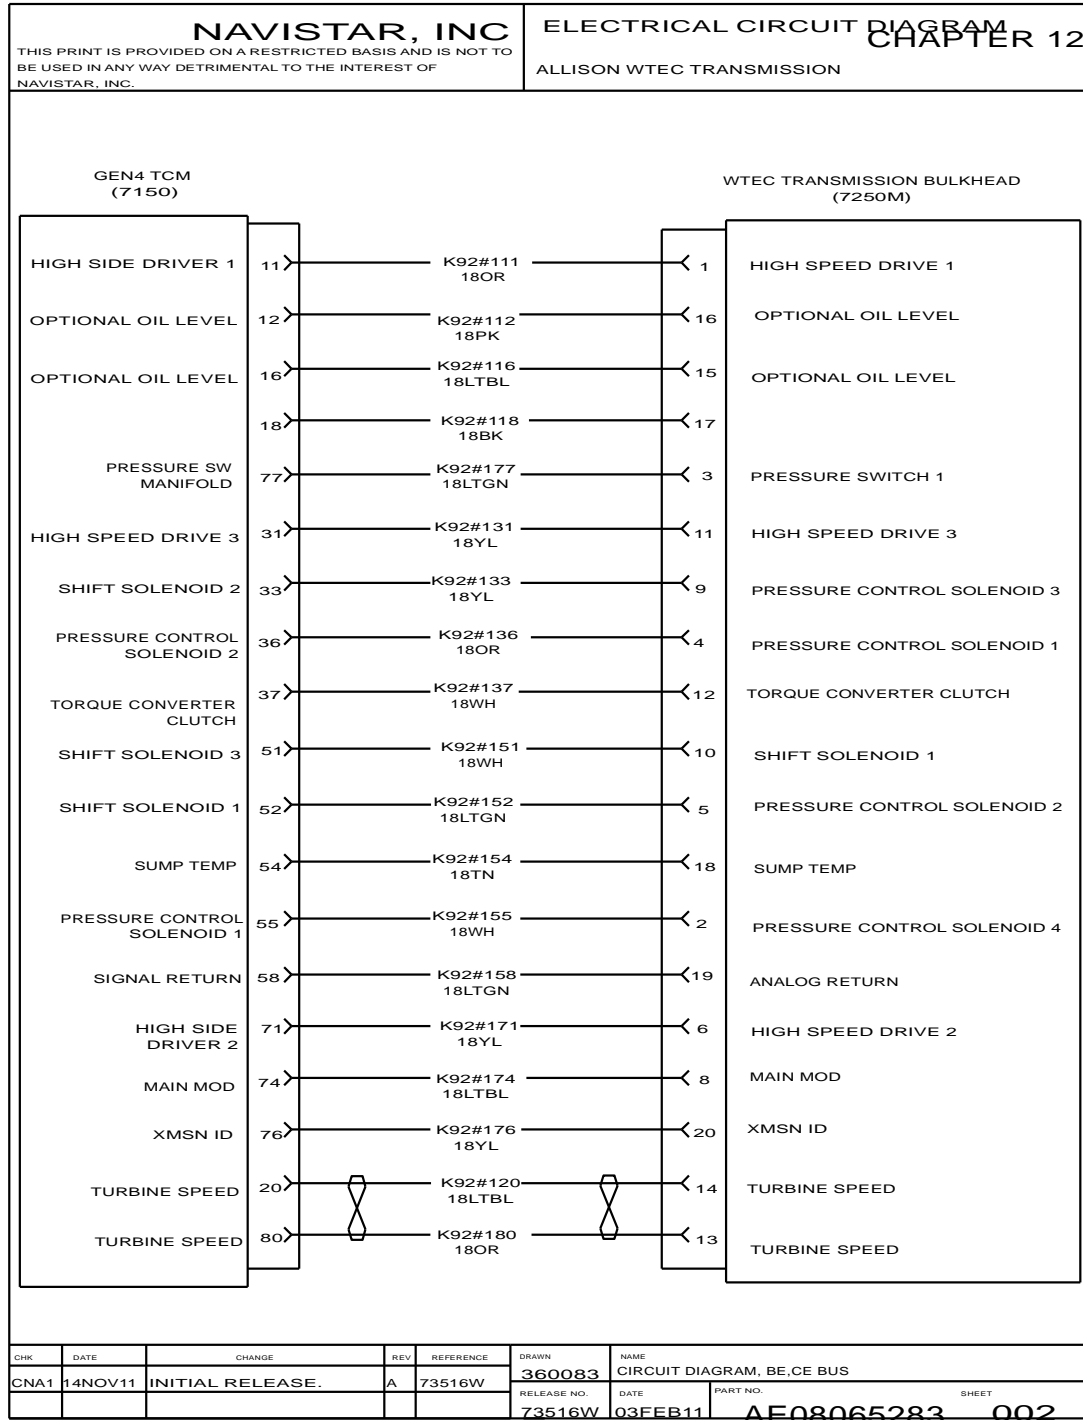 NAVISTAR, INC
THIS PRINT IS PROVIDED ON A RESTRICTED BASIS AND IS NOT TO
BE USED IN ANY WAY DETRIMENTAL TO THE INTEREST OF
NAVISTAR, INC.
ELECTRICAL CIRCUIT DIAGRAM
CHAPTER 12
ALLISON WTEC TRANSMISSION
GEN4 TCM
(7150)
WTEC TRANSMISSION BULKHEAD
(7250M)
HIGH SIDE DRIVER 1 11 K92#111 1 HIGH SPEED DRIVE 1
18OR
OPTIONAL OIL LEVEL 12 K92#112 16 OPTIONAL OIL LEVEL
18PK
OPTIONAL OIL LEVEL 16 K92#116 15 OPTIONAL OIL LEVEL
18LTBL
18 K92#118 17
18BK
PRESSURE SW
MANIFOLD 77 K92#177 3 PRESSURE SWITCH 1
18LTGN
HIGH SPEED DRIVE 3 31 K92#131 11 HIGH SPEED DRIVE 3
18YL
SHIFT SOLENOID 2 33 K92#133 9 PRESSURE CONTROL SOLENOID 3
18YL
PRESSURE CONTROL
SOLENOID 2 36 K92#136 4 PRESSURE CONTROL SOLENOID 1
18OR
TORQUE CONVERTER
CLUTCH 37 K92#137 12 TORQUE CONVERTER CLUTCH
18WH
SHIFT SOLENOID 3 51 K92#151 10 SHIFT SOLENOID 1
18WH
SHIFT SOLENOID 1 52 K92#152 5 PRESSURE CONTROL SOLENOID 2
18LTGN
SUMP TEMP 54 K92#154 18 SUMP TEMP
18TN
PRESSURE CONTROL
SOLENOID 1 55 K92#155 2 PRESSURE CONTROL SOLENOID 4
18WH
SIGNAL RETURN 58 K92#158 19 ANALOG RETURN
18LTGN
HIGH SIDE
DRIVER 2 71 K92#171 6 HIGH SPEED DRIVE 2
18YL
MAIN MOD 74 K92#174 8 MAIN MOD
18LTBL
XMSN ID 76 K92#176 20 XMSN ID
18YL
TURBINE SPEED 20 K92#120 14 TURBINE SPEED
18LTBL
TURBINE SPEED 80 K92#180 13 TURBINE SPEED
18OR
CHK DATE CHANGE REV REFERENCE DRAWN NAME
CNA1 14NOV11 INITIAL RELEASE. A 73516W 360083 CIRCUIT DIAGRAM, BE,CE BUS
RELEASE NO. DATE PART NO. SHEET
73516W 03FEB11 AE08065283 002